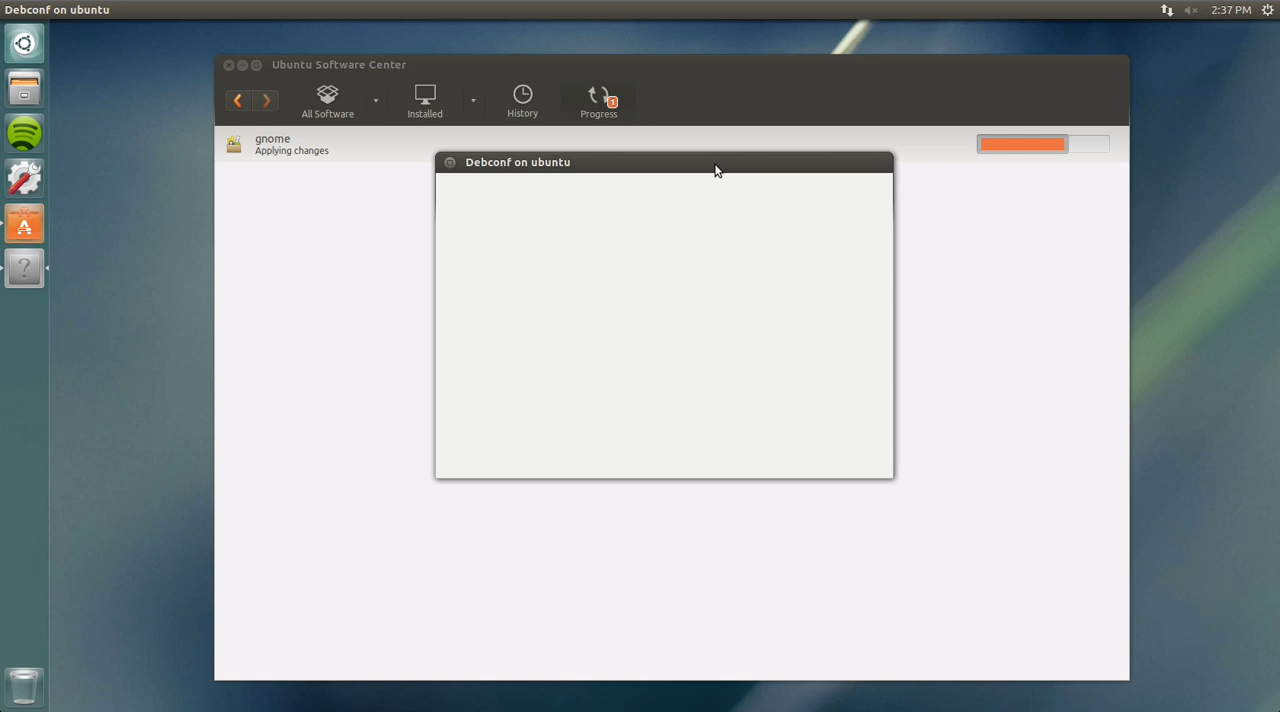 Debconf on ubuntu
2:37 PM
Ubuntu Software Center
All Software
Installed
History
Progress
1
gnome
Applying changes
Debconf on ubuntu
?